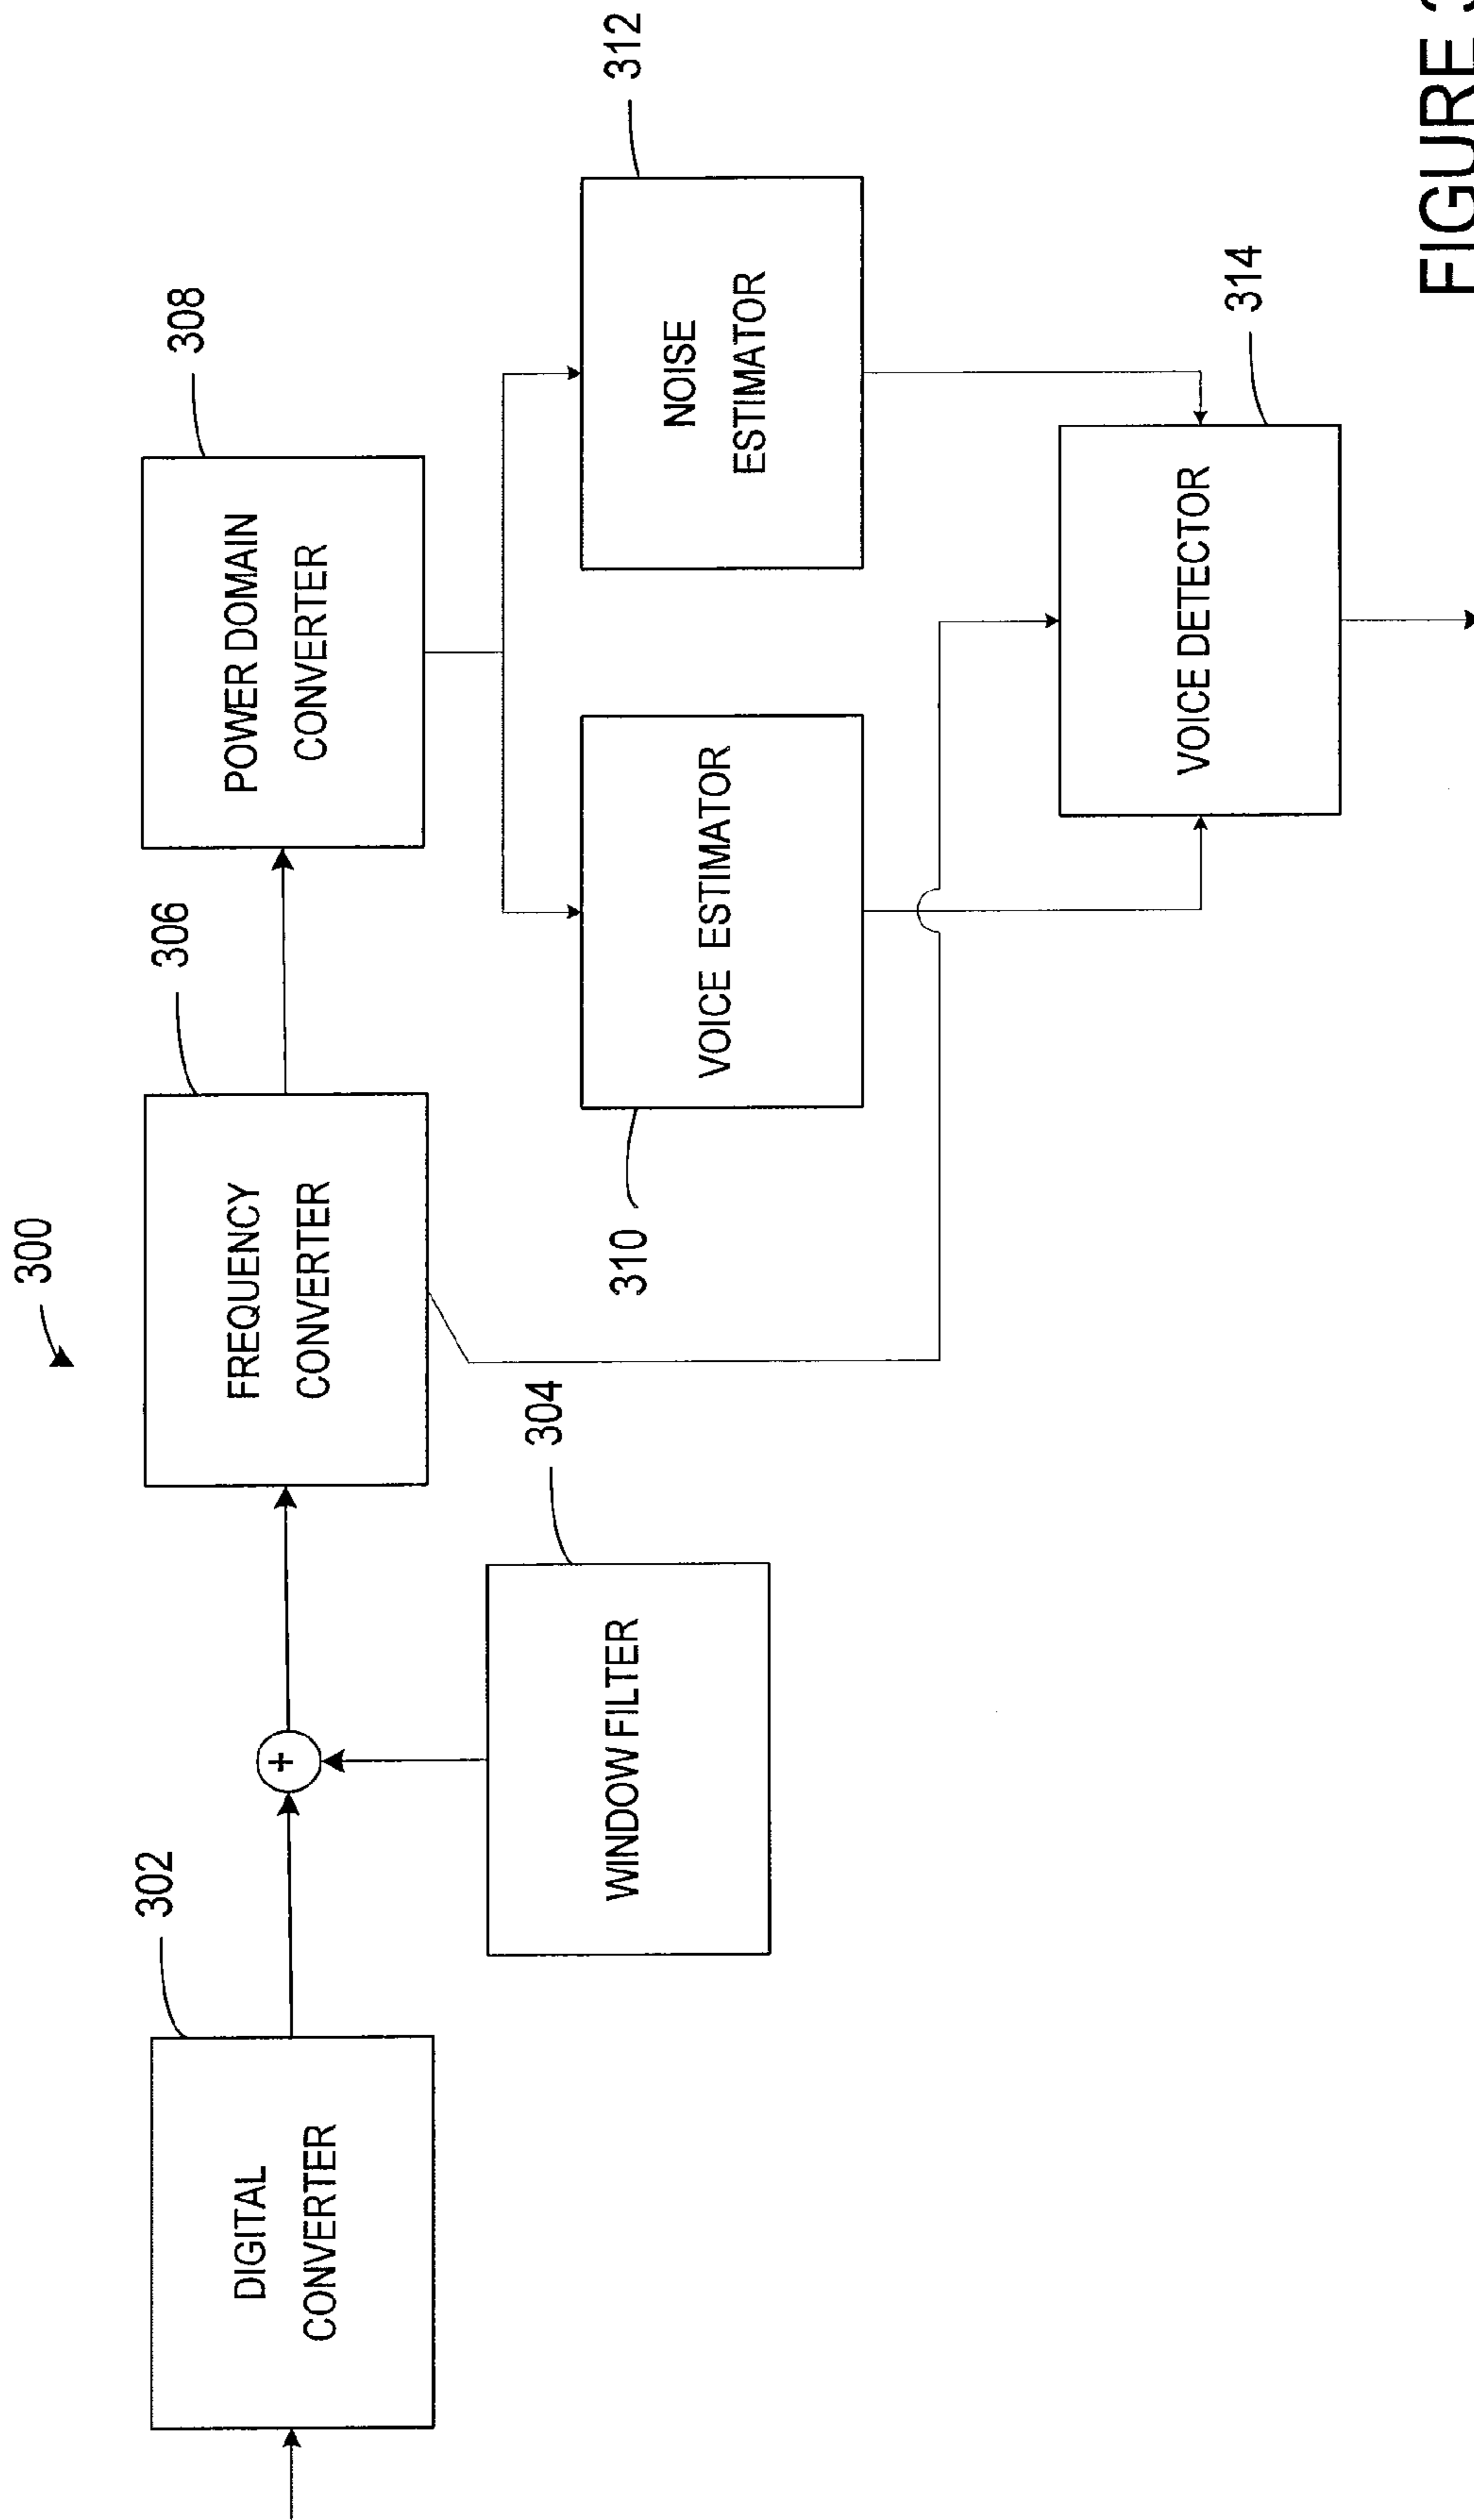 300
302
DIGITAL
CONVERTER
+
304
WINDOW FILTER
306
FREQUENCY
CONVERTER
308
POWER DOMAIN
CONVERTER
310
VOICE ESTIMATOR
312
NOISE
ESTIMATOR
314
VOICE DETECTOR
FIGURE